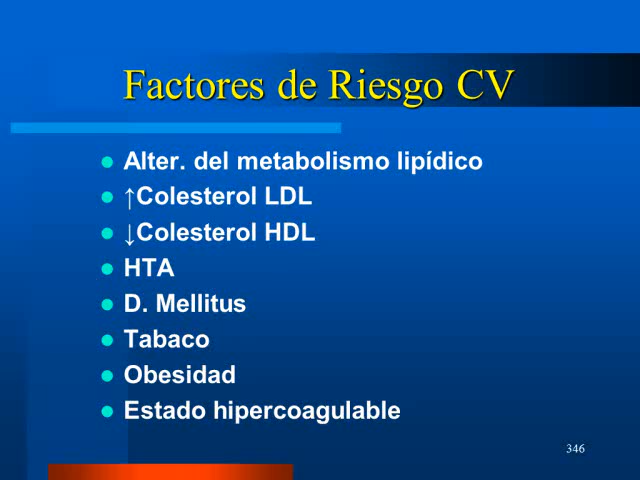 Factores de Riesgo CV
Alter. del metabolismo lipídico
↑Colesterol LDL
↓Colesterol HDL
HTA
D. Mellitus
Tabaco
Obesidad
Estado hipercoagulable
346